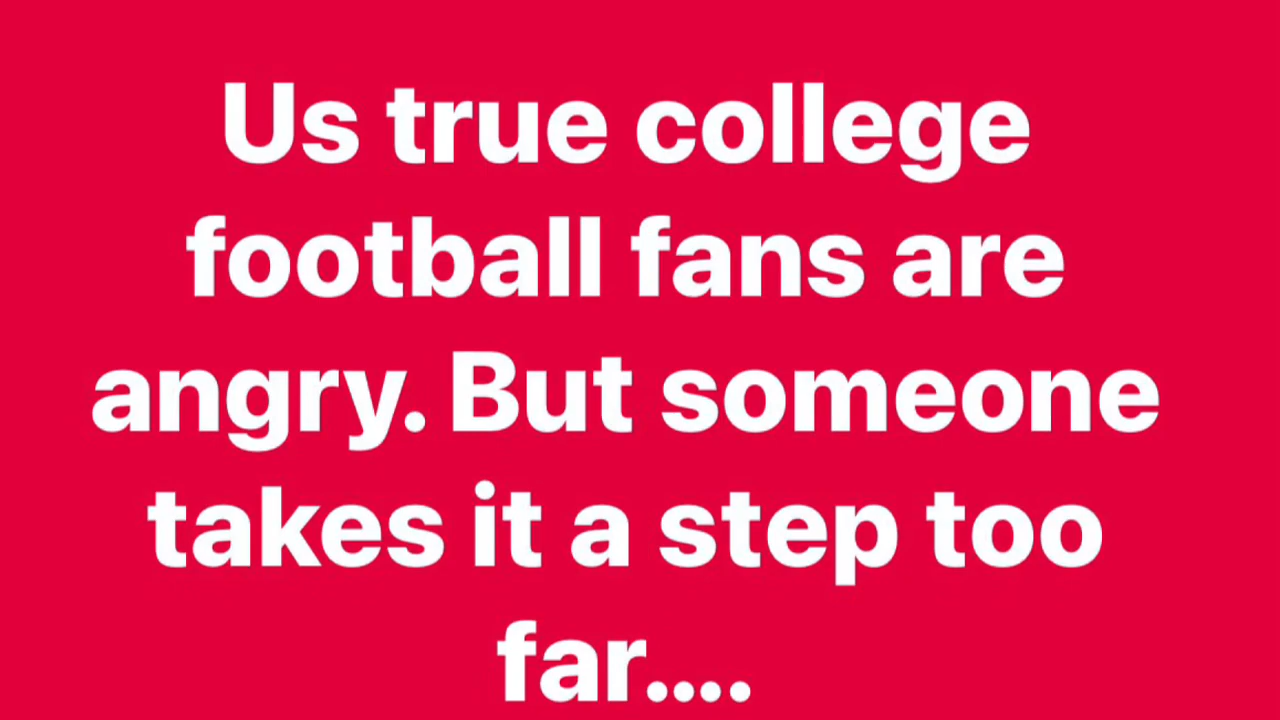 Us true college
football fans are
angry. But someone
takes it a step too
far....